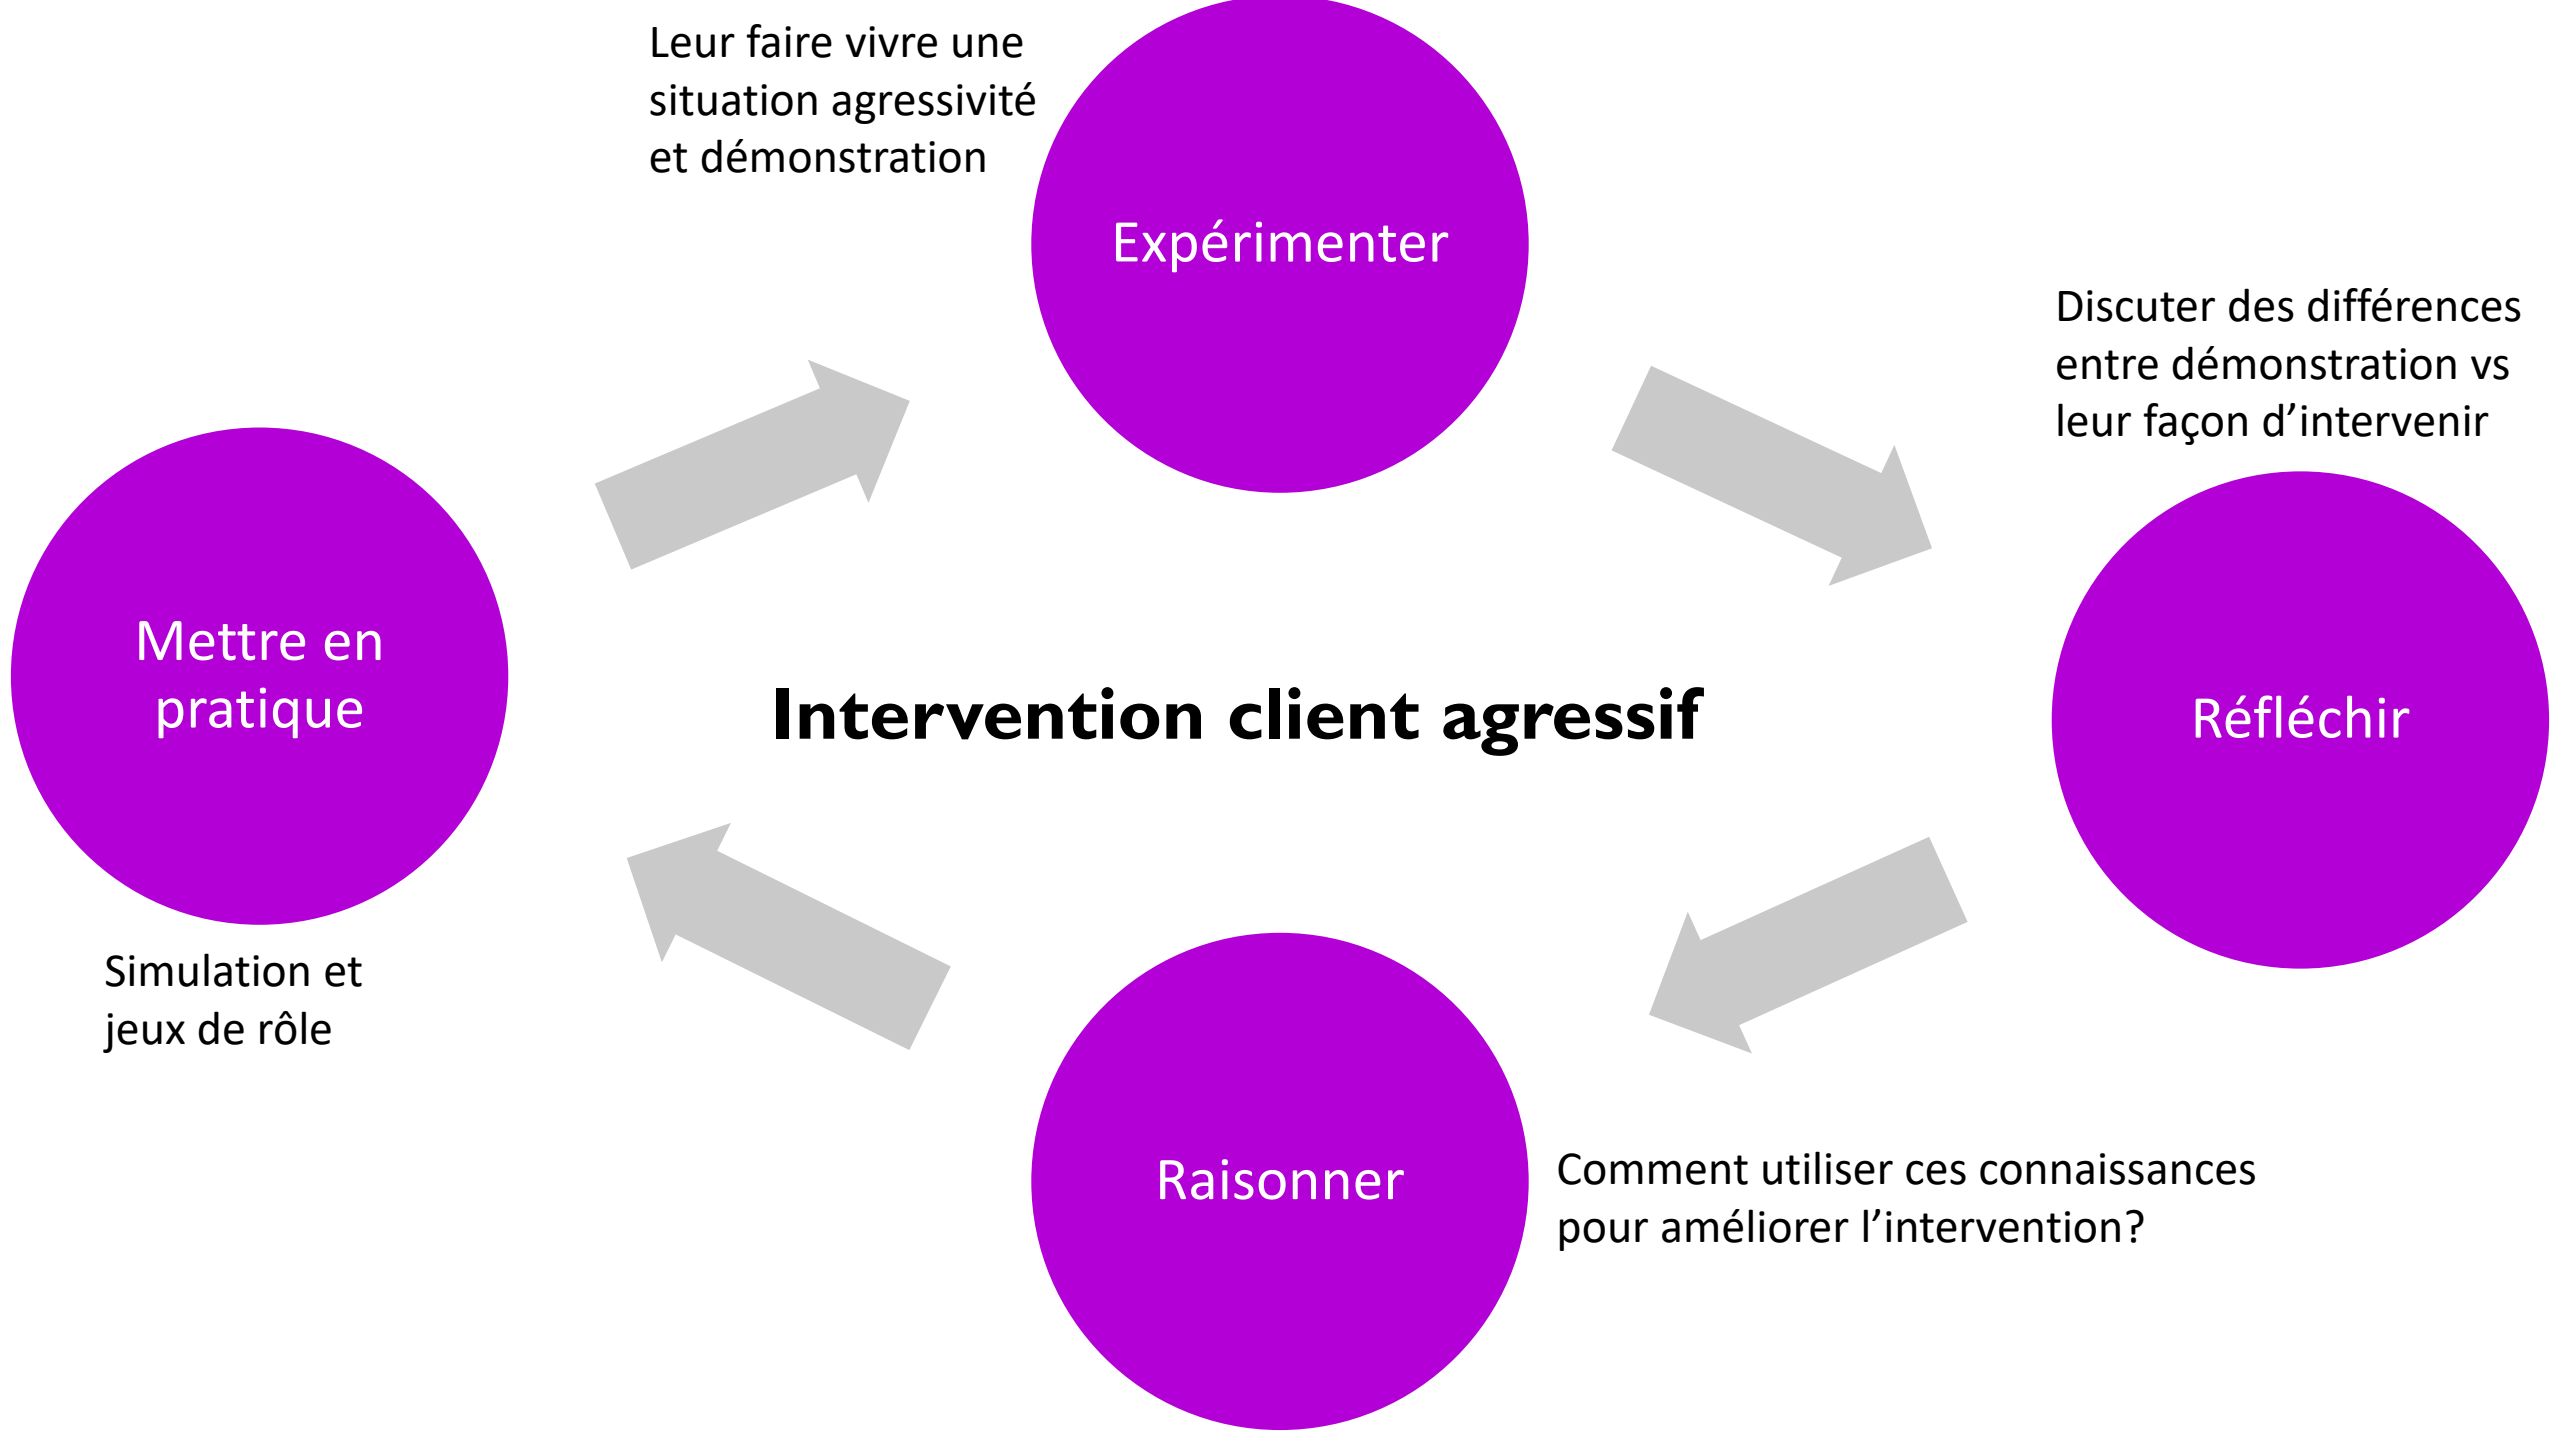 Leur faire vivre une
situation agressivité
et démonstration
Expérimenter
Discuter des différences
entre démonstration vs
leur façon d’intervenir
Réfléchir
Mettre en
pratique
Intervention client agressif
Simulation et
jeux de rôle
Raisonner
Comment utiliser ces connaissances
pour améliorer l’intervention?